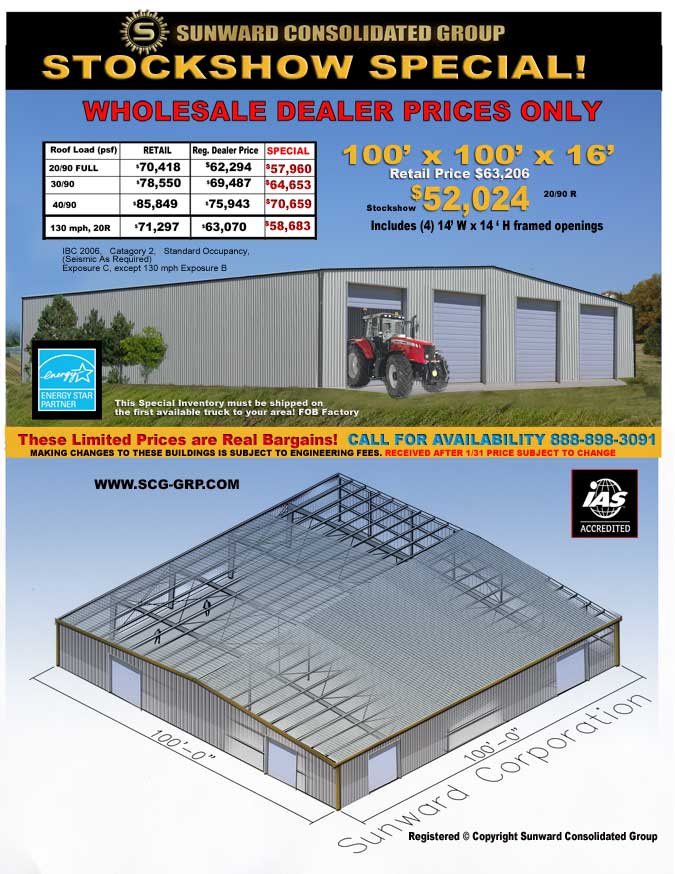 S
SUNWARD CONSOLIDATED GROUP
STOCKSHOW SPECIAL!
WHOLESALE DEALER PRICES ONLY
Roof Load (psf) RETAIL Reg. Dealer Price SPECIAL
20/90 FULL $70,418 $62,294 $57,960
30/90 $78,550 $69,487 $64,653
40/90 $85,849 $75,943 $70,659
130 mph, 20R $71,297 $63,070 $58,683
IBC 2006, Catagory 2, Standard Occupancy,
(Seismic As Required)
Exposure C, except 130 mph Exposure B
100' x 100' x 16'
Retail Price $63,206
Stockshow $52,024 20/90 R
Includes (4) 14' W x 14 ' H framed openings
energy
ENERGY STAR
PARTNER
This Special Inventory must be shipped on
the first available truck to your area! FOB Factory
These Limited Prices are Real Bargains! CALL FOR AVAILABILITY 888-898-3091
MAKING CHANGES TO THESE BUILDINGS IS SUBJECT TO ENGINEERING FEES. RECEIVED AFTER 1/31 PRICE SUBJECT TO CHANGE
WWW.SCG-GRP.COM
IAS
ACCREDITED
100'-0"
100'-0"
Sunward Corporation
Registered © Copyright Sunward Consolidated Group